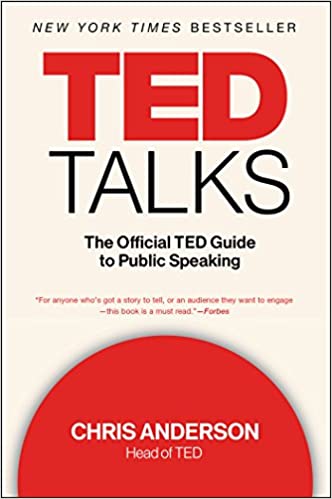 NEW YORK TIMES BESTSELLER
TED
TALKS
The Official TED Guide
to Public Speaking
"For anyone who's got a story to tell, or an audience they want to engage
—this book is a must read."—Forbes
CHRIS ANDERSON
Head of TED